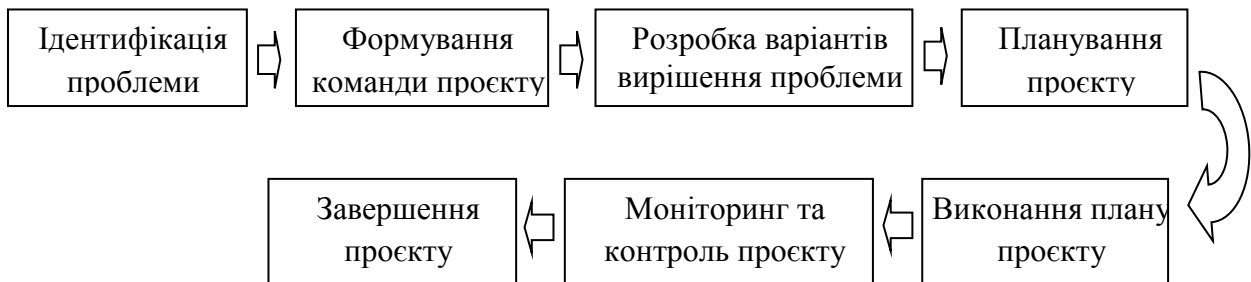 Ідентифікація
проблеми
Формування
команди проєкту
Розробка варіантів
вирішення проблеми
Планування
проєкту
Виконання плану
проєкту
Моніторинг та
контроль проєкту
Завершення
проєкту